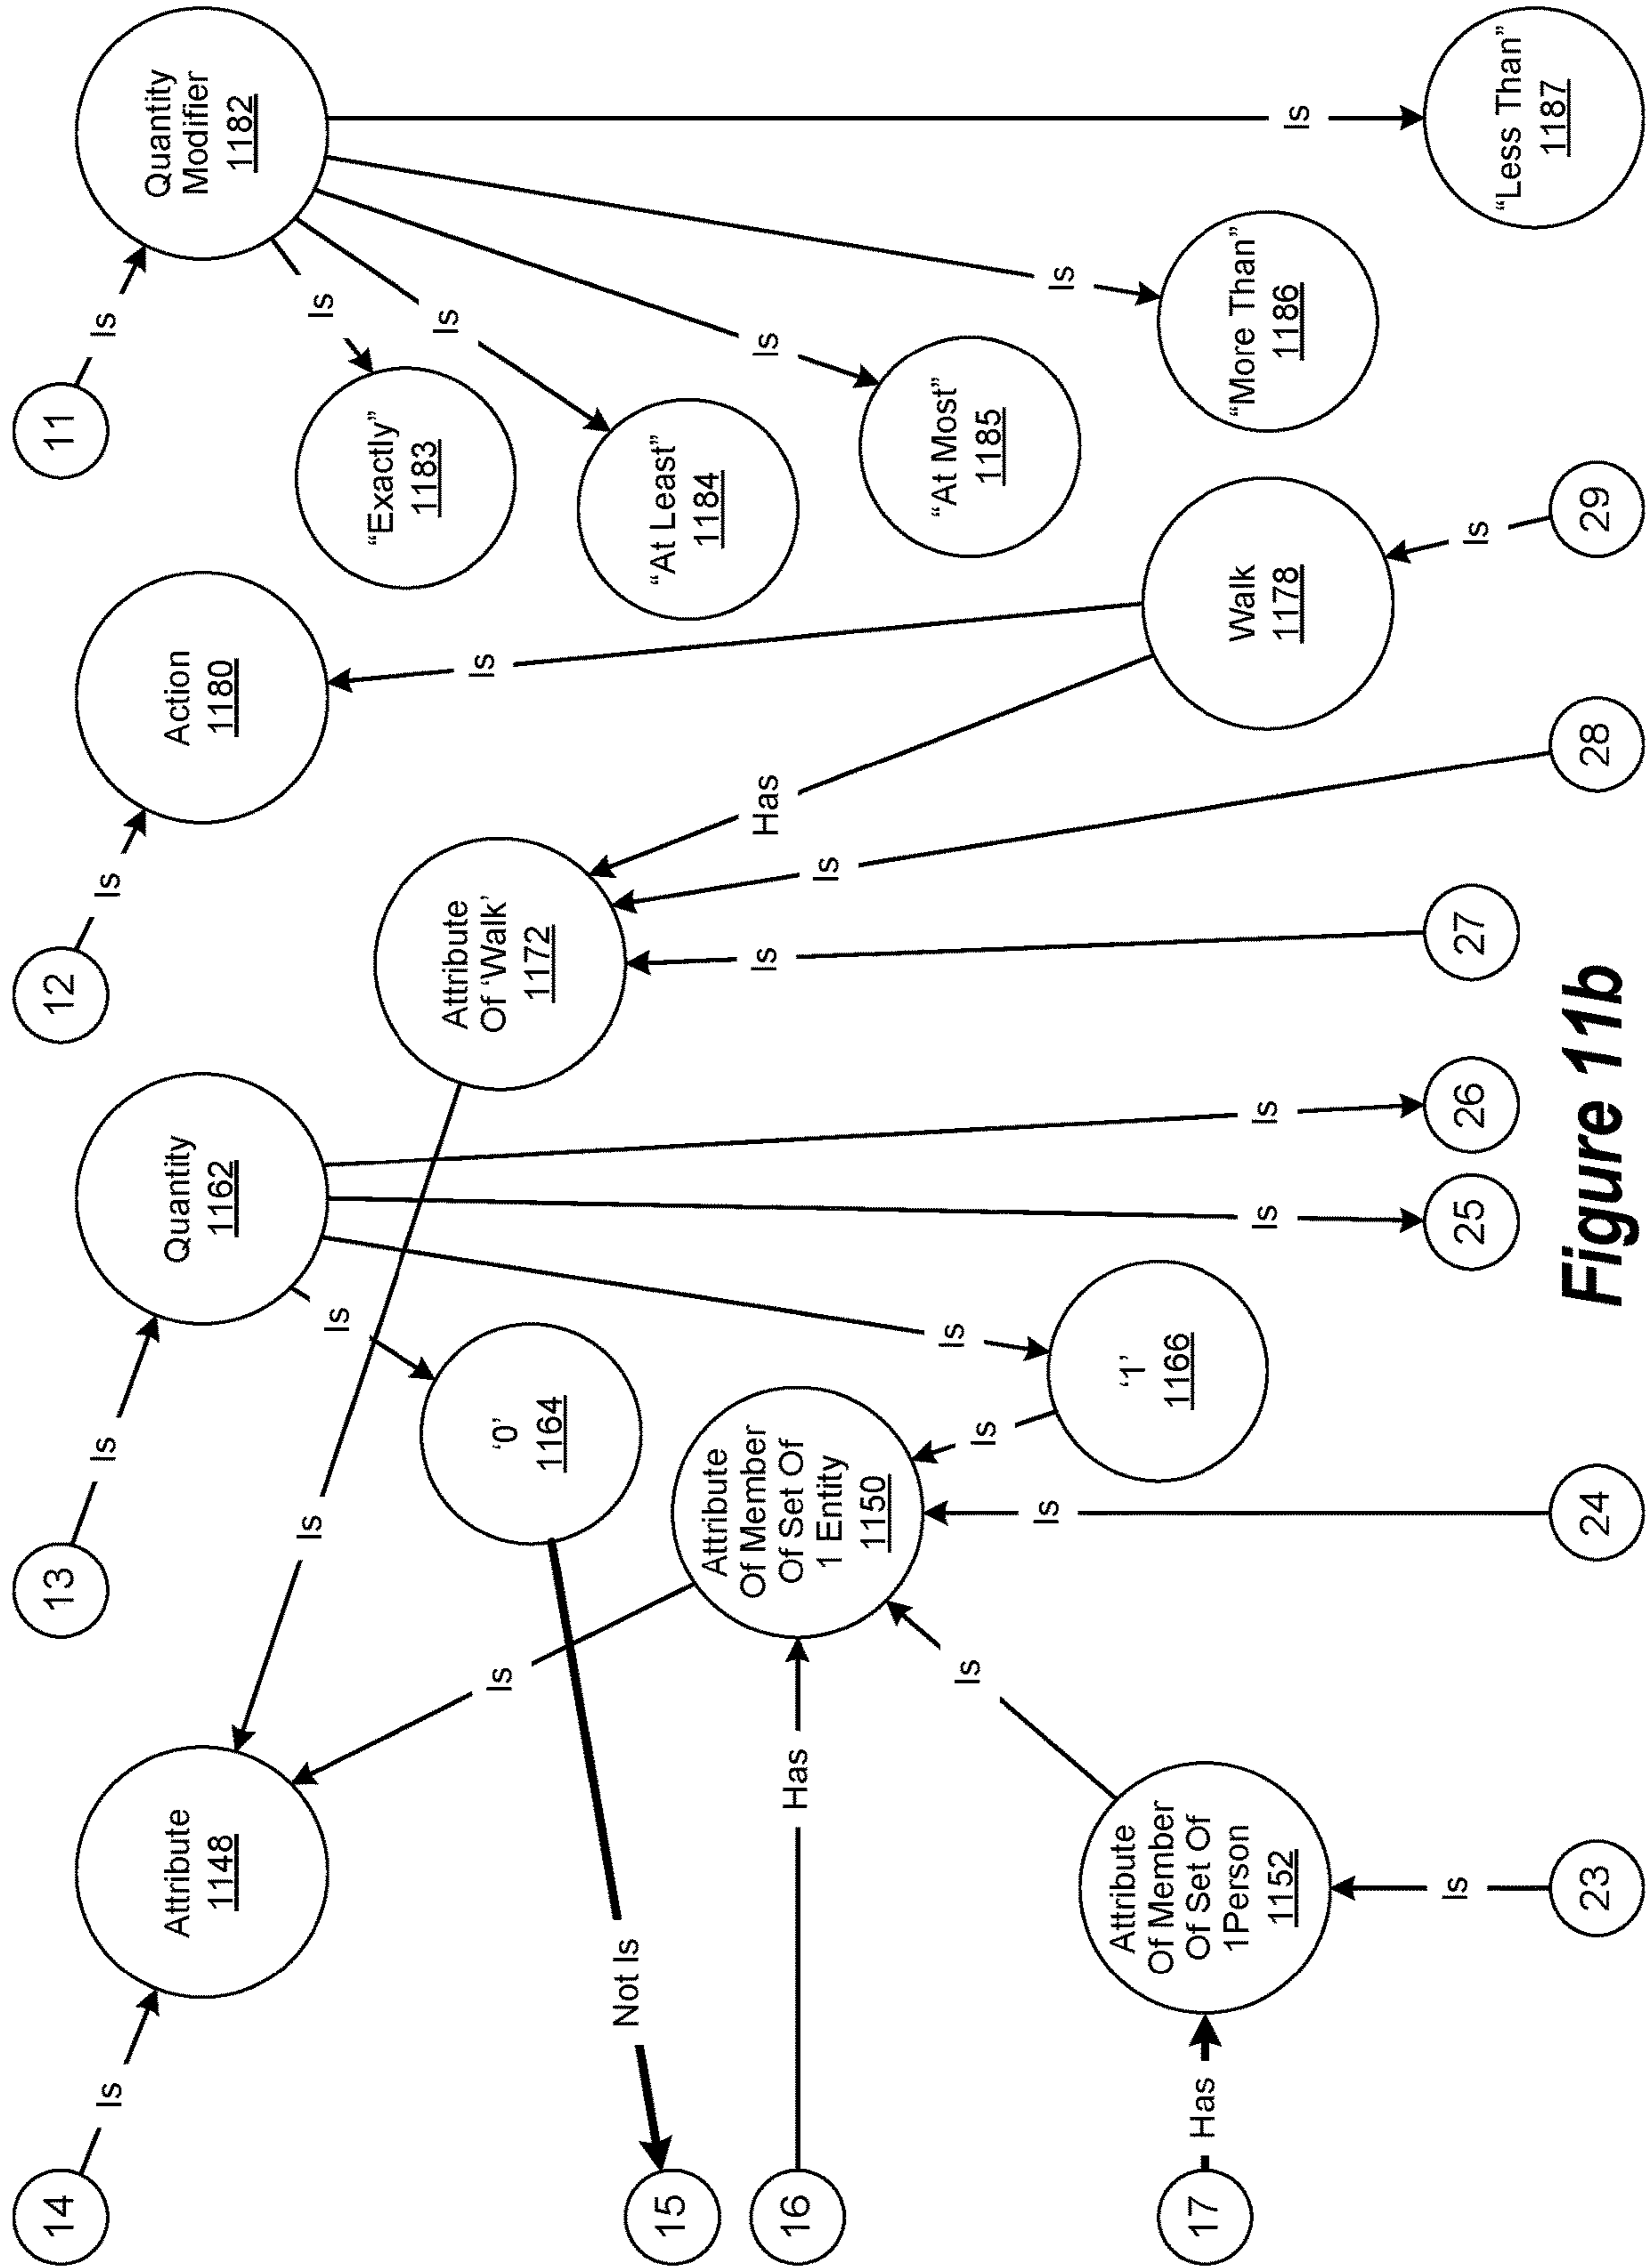 14
Is
Attribute
1148
13
Is
Quantity
1162
12
Is
Action
1180
11
Is
Quantity
Modifier
1182
Is
Is
Is
Is
Is
"Exactly"
1183
"At Least"
1184
"At Most"
1185
"More Than"
1186
"Less Than"
1187
Is
Is
'0'
1164
Attribute
Of 'Walk'
1172
Is
Has
Is
Is
Walk
1178
Is
15
Not Is
Is
16
Has
Attribute
Of Member
Of Set Of
1 Entity
1150
Is
Is
'1'
1166
Is
Is
Is
Is
17
Has
Attribute
Of Member
Of Set Of
1Person
1152
Is
23
24
25
26
27
28
29
Figure 11b